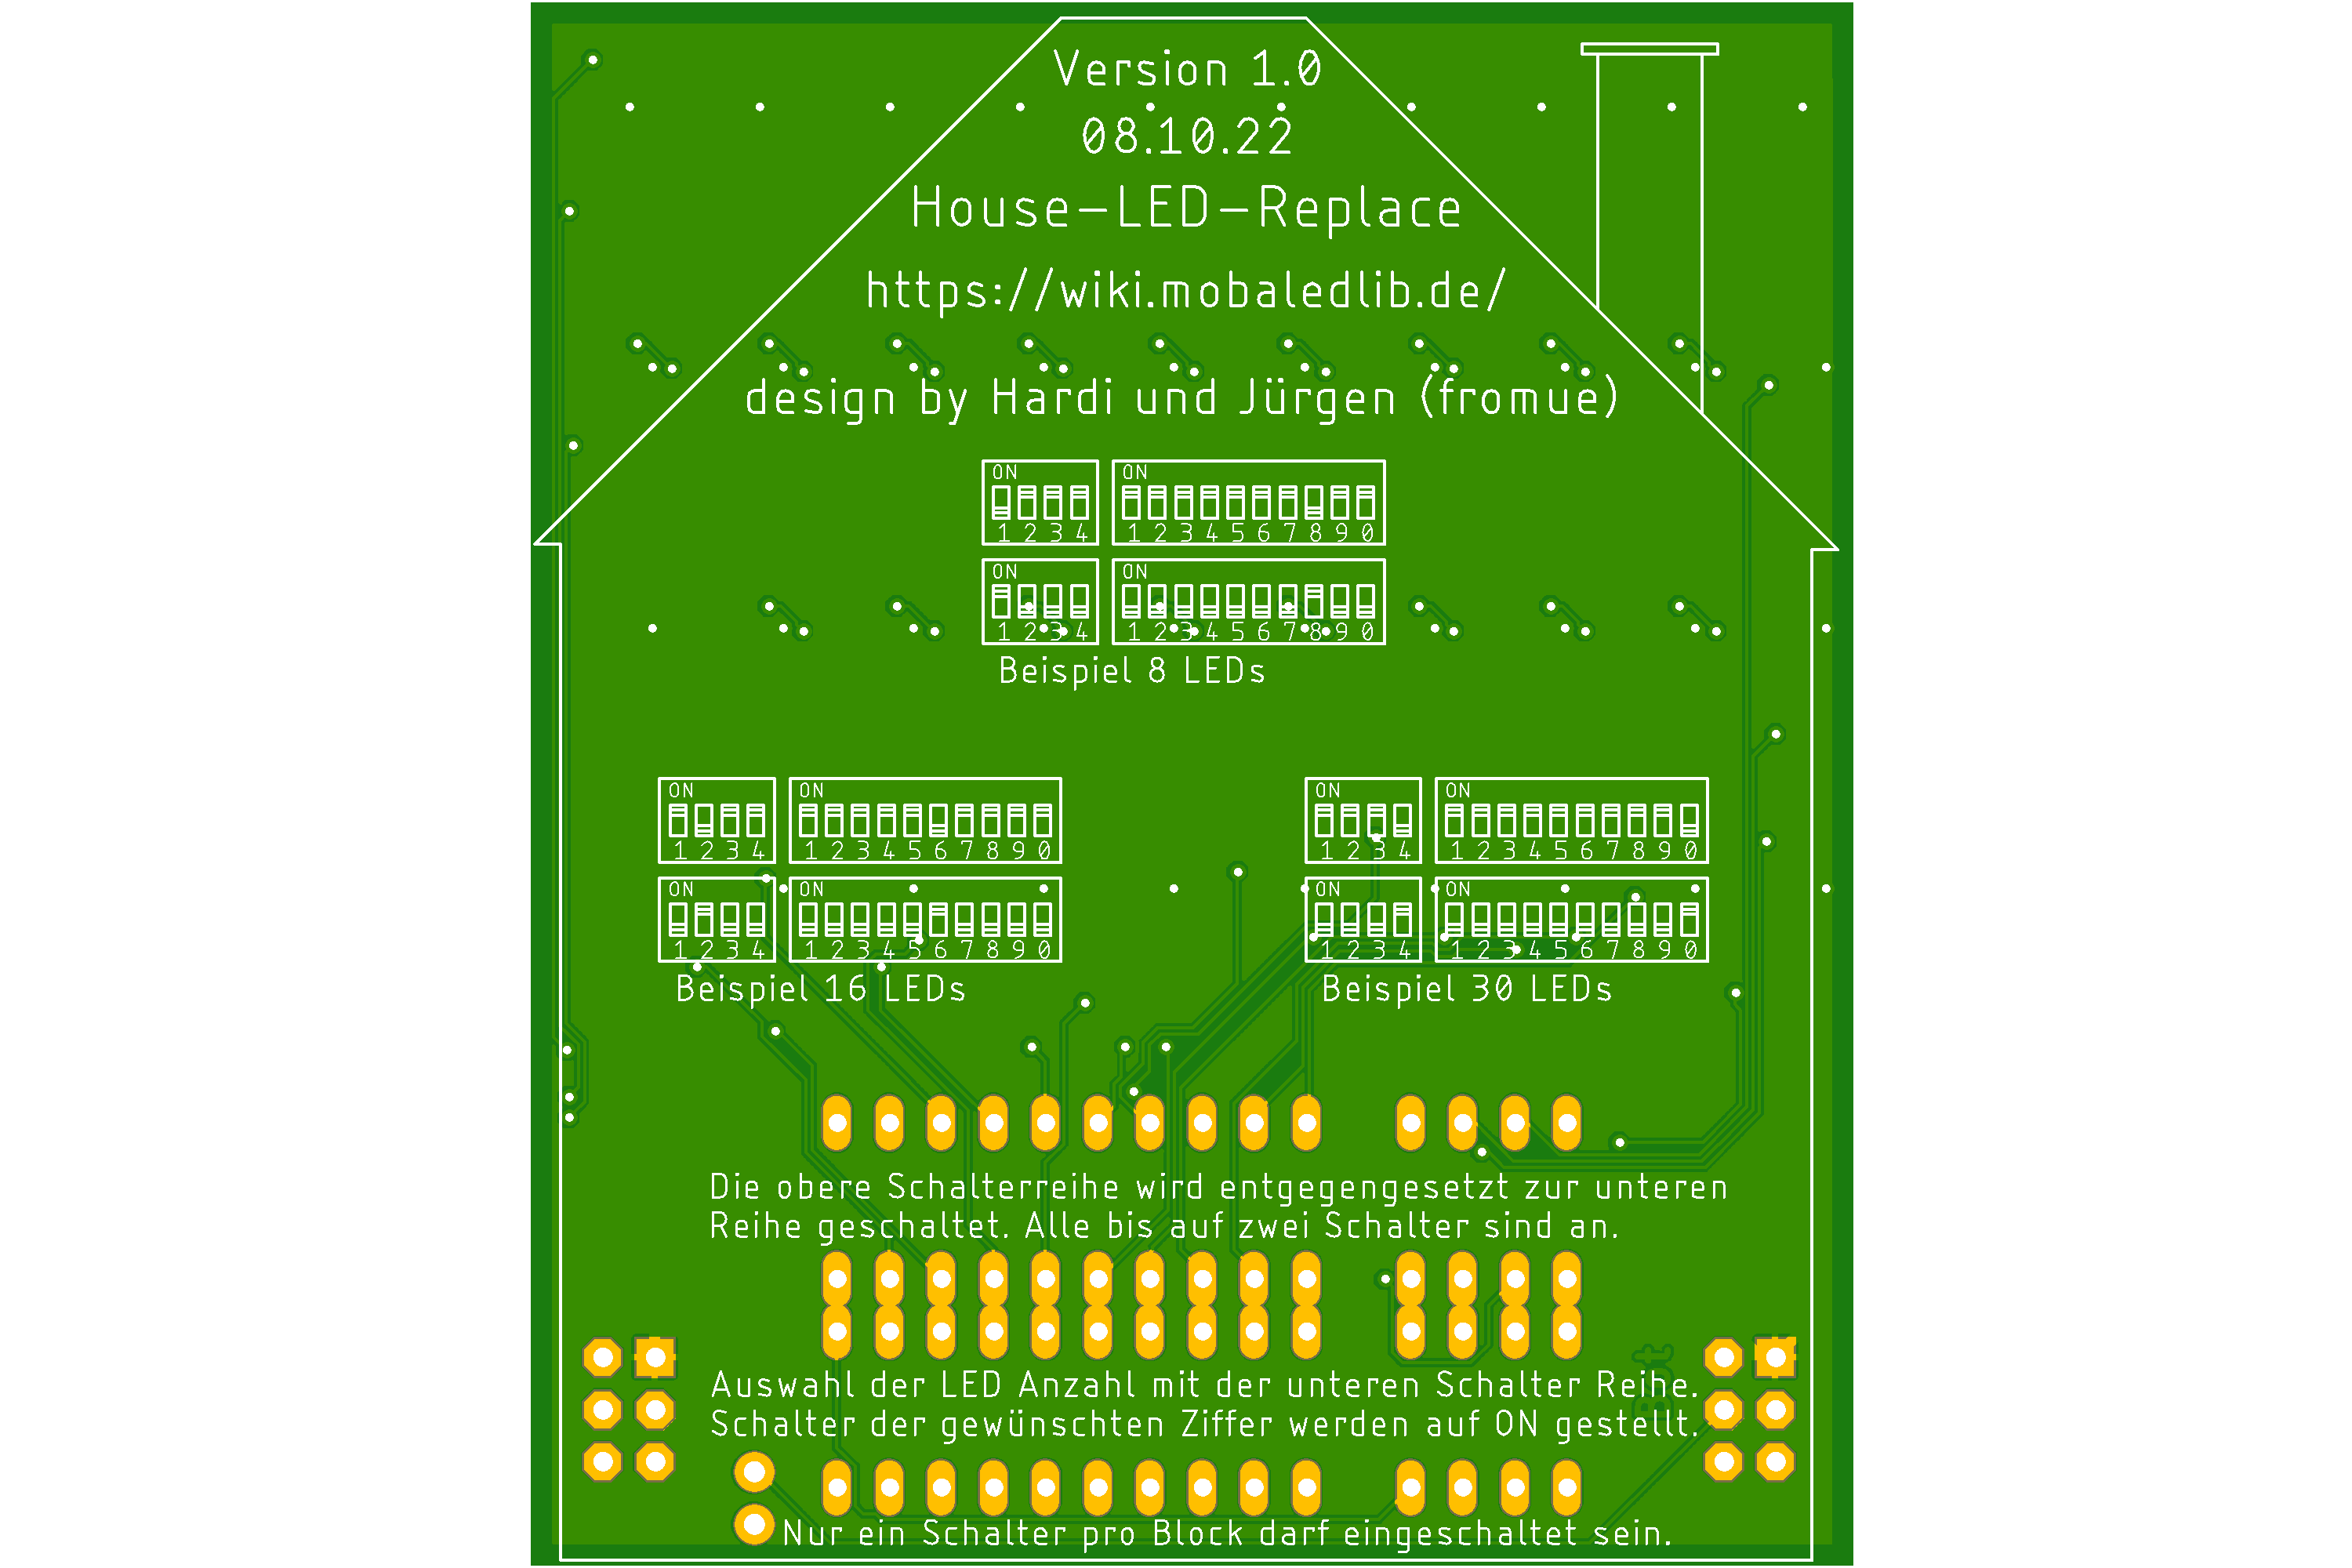 Version 1.0
08.10.22
House-LED-Replace
https://wiki.mobaledlib.de/
design by Hardi und Jürgen (fromue)
ON ON
1 2 3 4 1 2 3 4 5 6 7 8 9 0
ON ON
1 2 3 4 1 2 3 4 5 6 7 8 9 0
Beispiel 8 LEDs
ON ON
1 2 3 4 1 2 3 4 5 6 7 8 9 0
ON ON
1 2 3 4 1 2 3 4 5 6 7 8 9 0
Beispiel 16 LEDs
ON ON
1 2 3 4 1 2 3 4 5 6 7 8 9 0
ON ON
1 2 3 4 1 2 3 4 5 6 7 8 9 0
Beispiel 30 LEDs
Die obere Schalterreihe wird entgegengesetzt zur unteren
Reihe geschaltet. Alle bis auf zwei Schalter sind an.
Auswahl der LED Anzahl mit der unteren Schalter Reihe.
Schalter der gewünschten Ziffer werden auf ON gestellt.
Nur ein Schalter pro Block darf eingeschaltet sein.